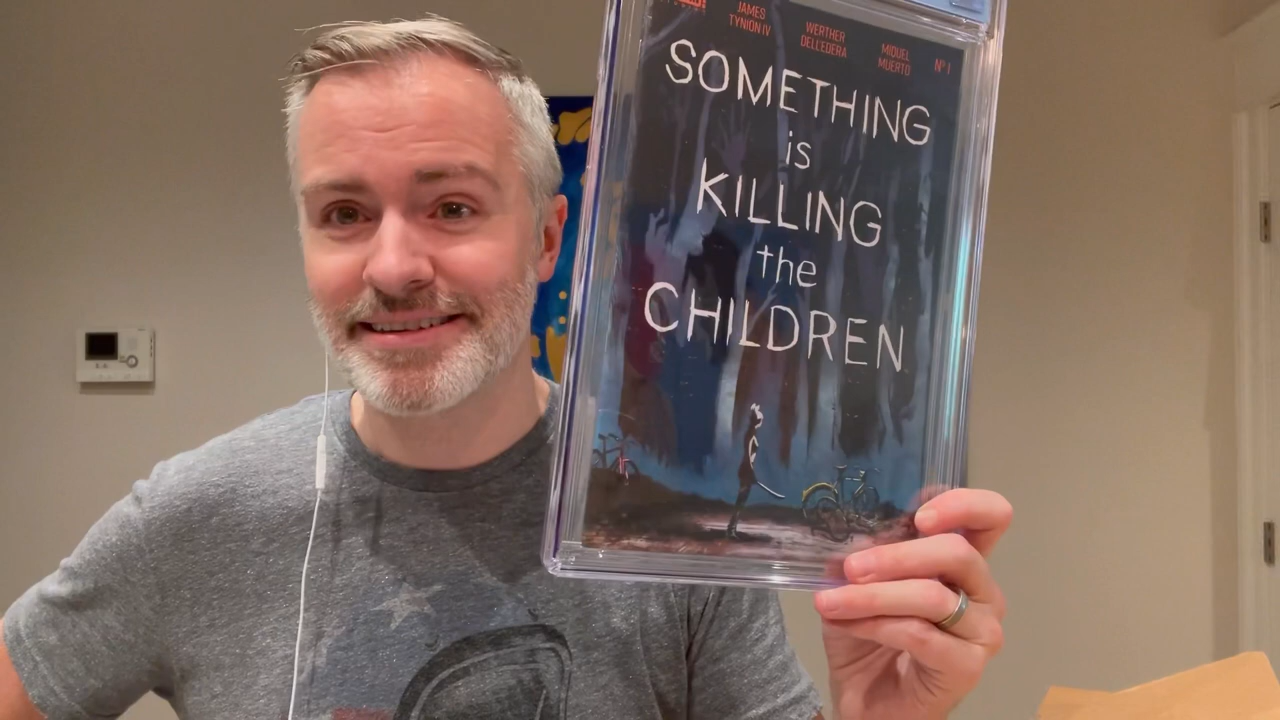 JAMES
TYNION IV
WERTHER
DELL'EDERA
MIQUEL
MUERTO
Nº 1
SOMETHING
is
KILLING
the
CHILDREN